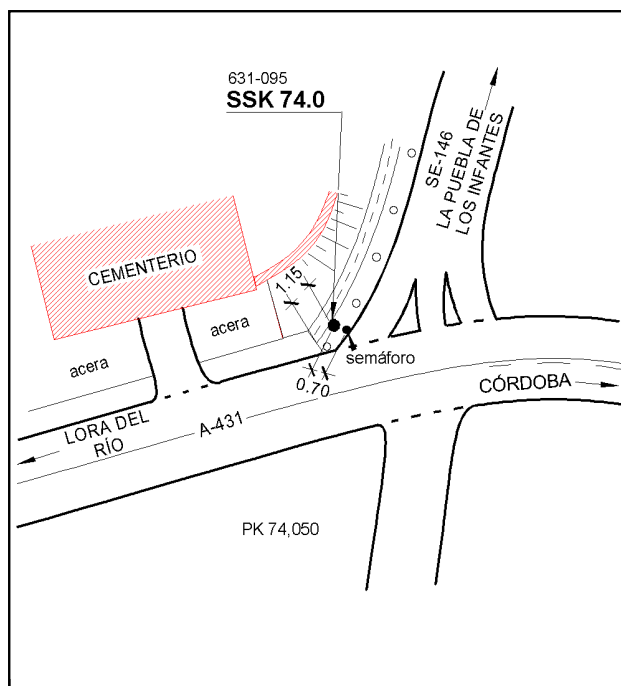 631-095
SSK 74.0
SE-146
LA PUEBLA DE
LOS INFANTES
CEMENTERIO
1.15
acera
acera
semáforo
0.70
CÓRDOBA
LORA DEL
RÍO
A-431
PK 74,050